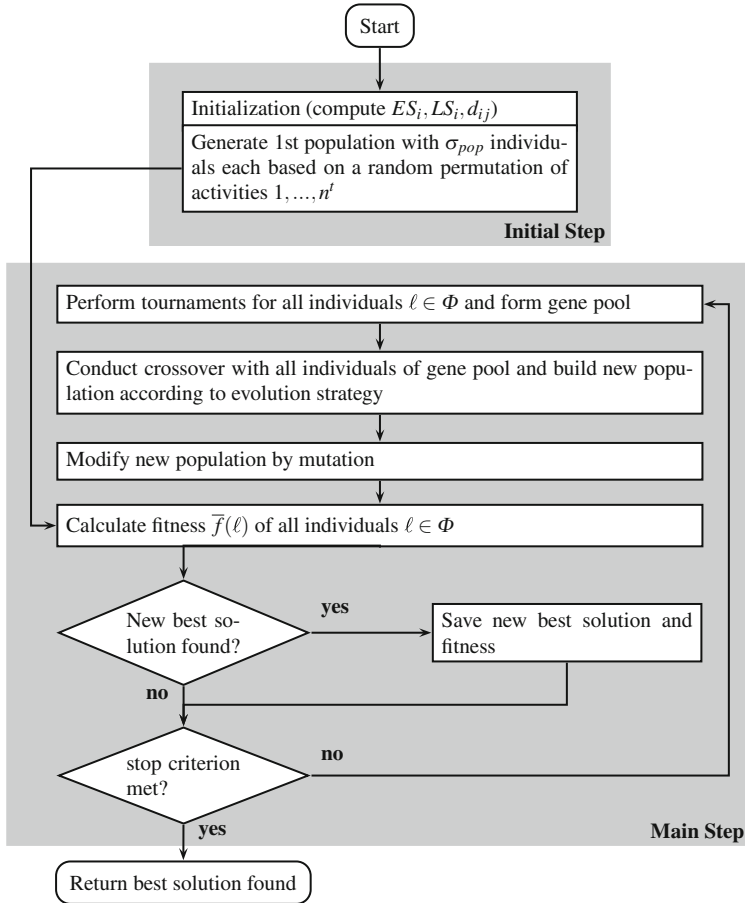 Start
Initialization (compute ES_i, LS_i, d_ij)
Generate 1st population with σ_pop individu-
als each based on a random permutation of
activities 1,...,n^t
Initial Step
Perform tournaments for all individuals ℓ ∈ Φ and form gene pool
Conduct crossover with all individuals of gene pool and build new popu-
lation according to evolution strategy
Modify new population by mutation
Calculate fitness f̅(ℓ) of all individuals ℓ ∈ Φ
New best so-
lution found?
yes
Save new best solution and
fitness
no
stop criterion
met?
no
yes
Main Step
Return best solution found